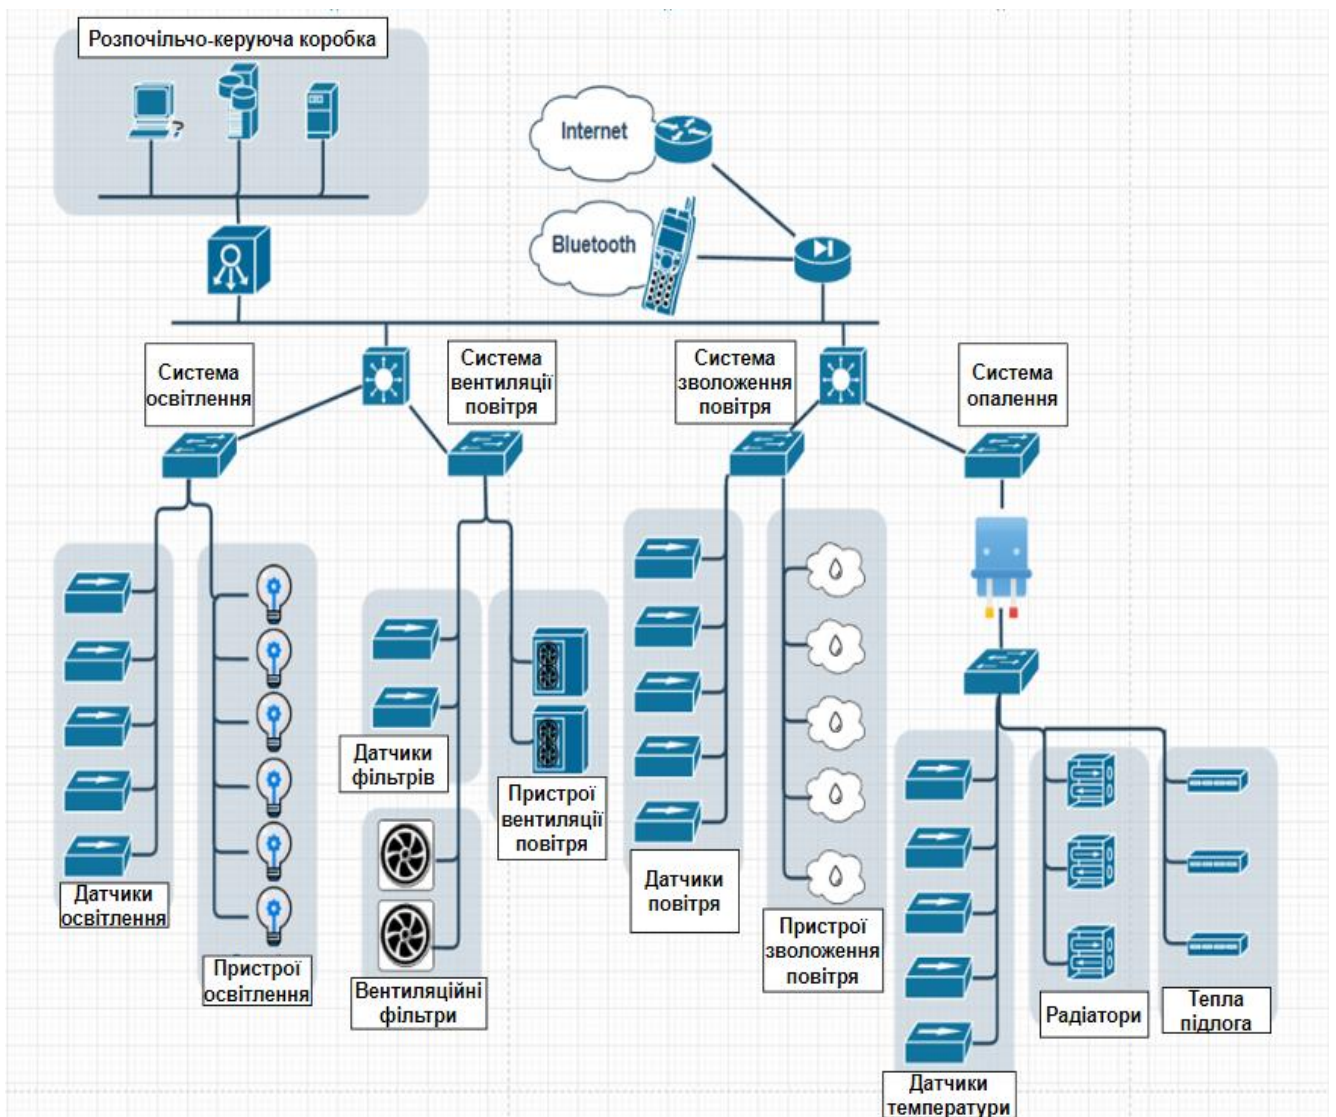 Розпочільчо-керуюча коробка
Internet
Bluetooth
Система
освітлення
Система
вентиляції
повітря
Система
зволоження
повітря
Система
опалення
Датчики
освітлення
Пристрої
освітлення
Датчики
фільтрів
Вентиляційні
фільтри
Пристрої
вентиляції
повітря
Датчики
повітря
Пристрої
зволоження
повітря
Датчики
температури
Радіатори
Тепла
підлога